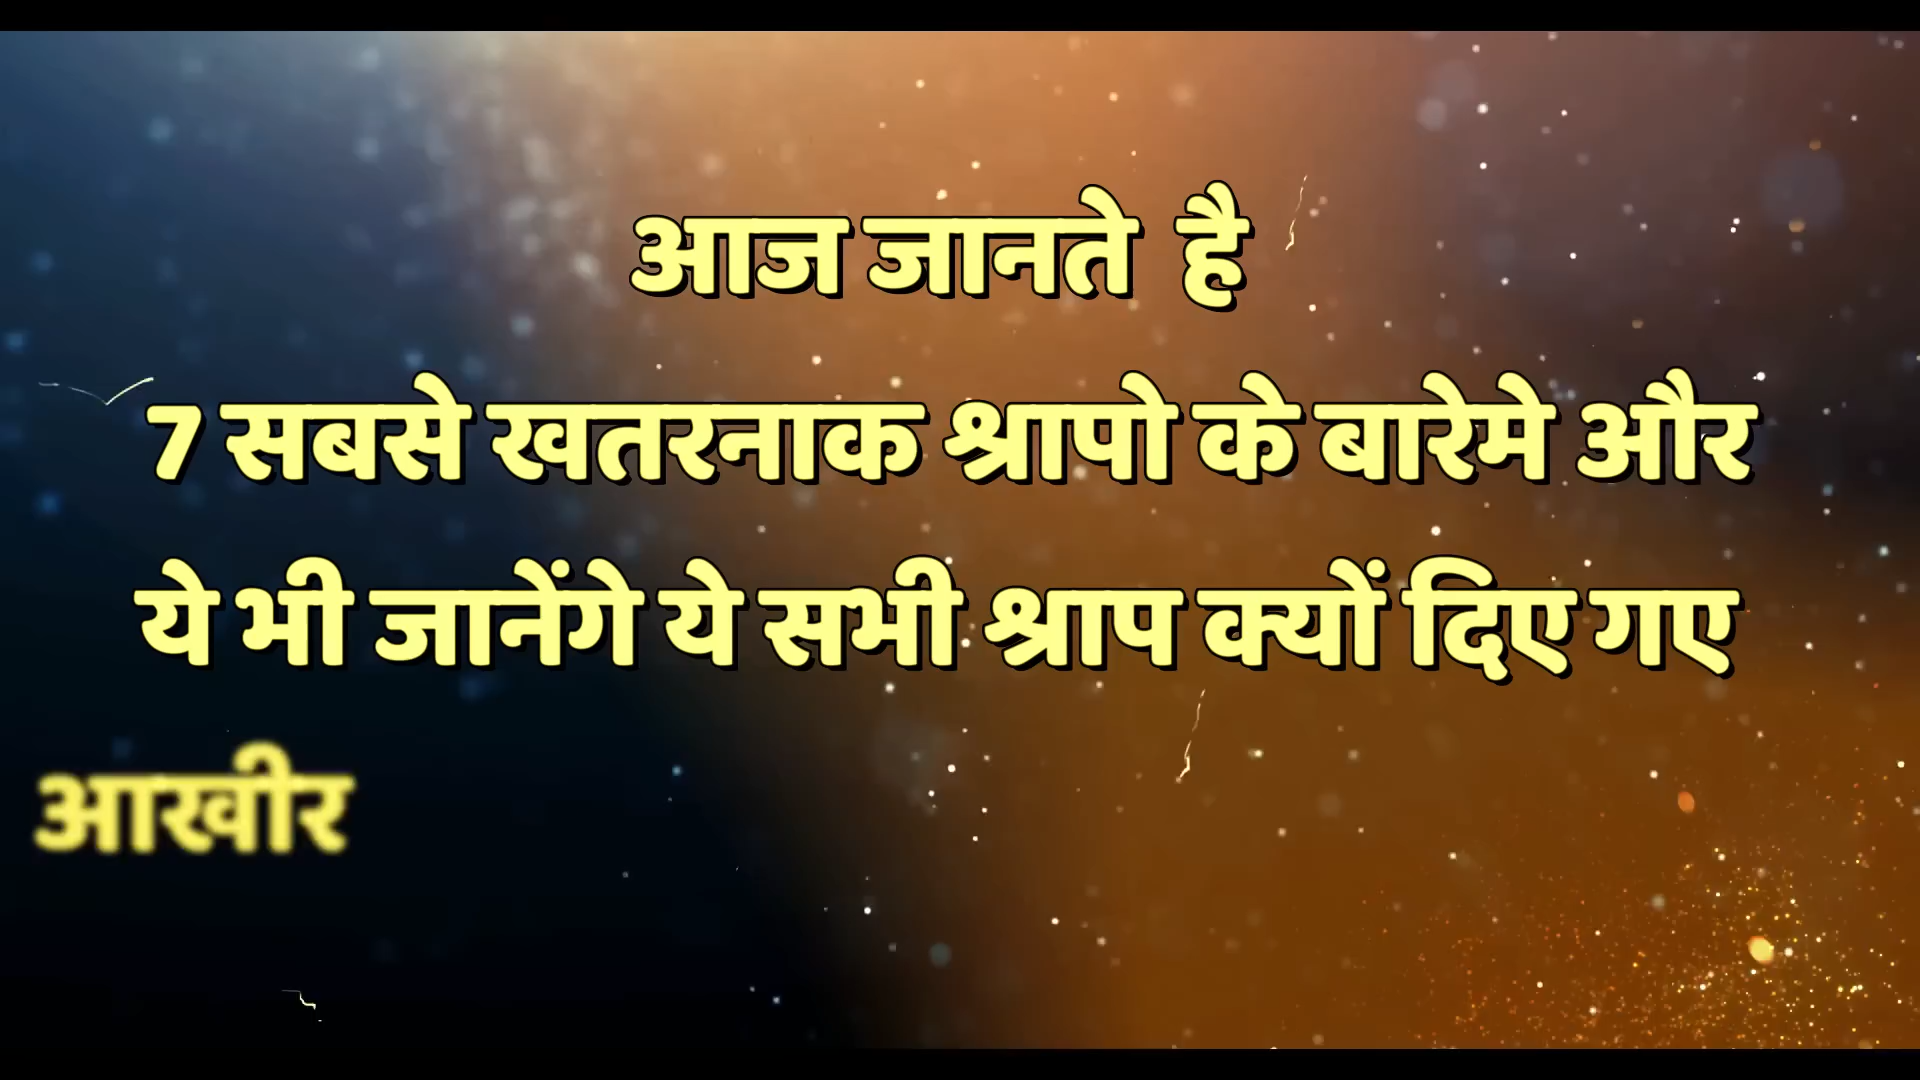 आज जानते है
7 सबसे खतरनाक श्रापो के बारेमे और
ये भी जानेंगे ये सभी श्राप क्यों दिए गए
आखीर